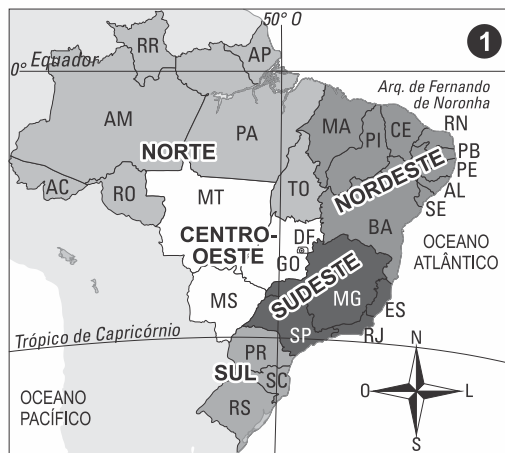 50° O
1
RR
AP
Equador
0°
Arq. de Fernando
de Noronha
AM
PA
MA
CE
RN
PI
PB
PE
AL
SE
NORTE
NORDESTE
AC
RO
TO
MT
BA
DF
CENTRO-
OESTE
GO
OCEANO
ATLÂNTICO
SUDESTE
MG
MS
ES
SP
RJ
Trópico de Capricórnio
PR
SUL
SC
RS
OCEANO
PACÍFICO
N
O
L
S